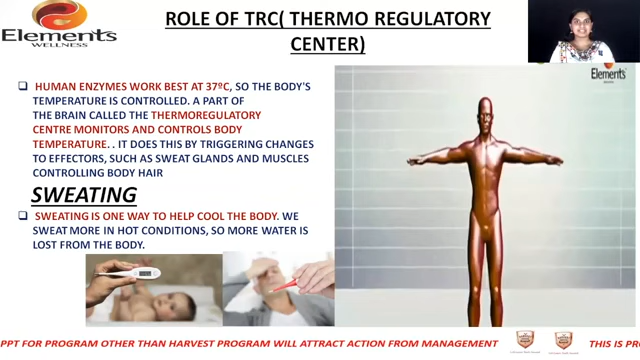 Elements
WELLNESS
ROLE OF TRC( THERMO REGULATORY
CENTER)
HUMAN ENZYMES WORK BEST AT 37ºC, SO THE BODY'S
TEMPERATURE IS CONTROLLED. A PART OF
THE BRAIN CALLED THE THERMOREGULATORY
CENTRE MONITORS AND CONTROLS BODY
TEMPERATURE. . IT DOES THIS BY TRIGGERING CHANGES
TO EFFECTORS, SUCH AS SWEAT GLANDS AND MUSCLES
CONTROLLING BODY HAIR
SWEATING
SWEATING IS ONE WAY TO HELP COOL THE BODY. WE
SWEAT MORE IN HOT CONDITIONS, SO MORE WATER IS
LOST FROM THE BODY.
Elements
PPT FOR PROGRAM OTHER THAN HARVEST PROGRAM WILL ATTRACT ACTION FROM MANAGEMENT
THIS IS PR